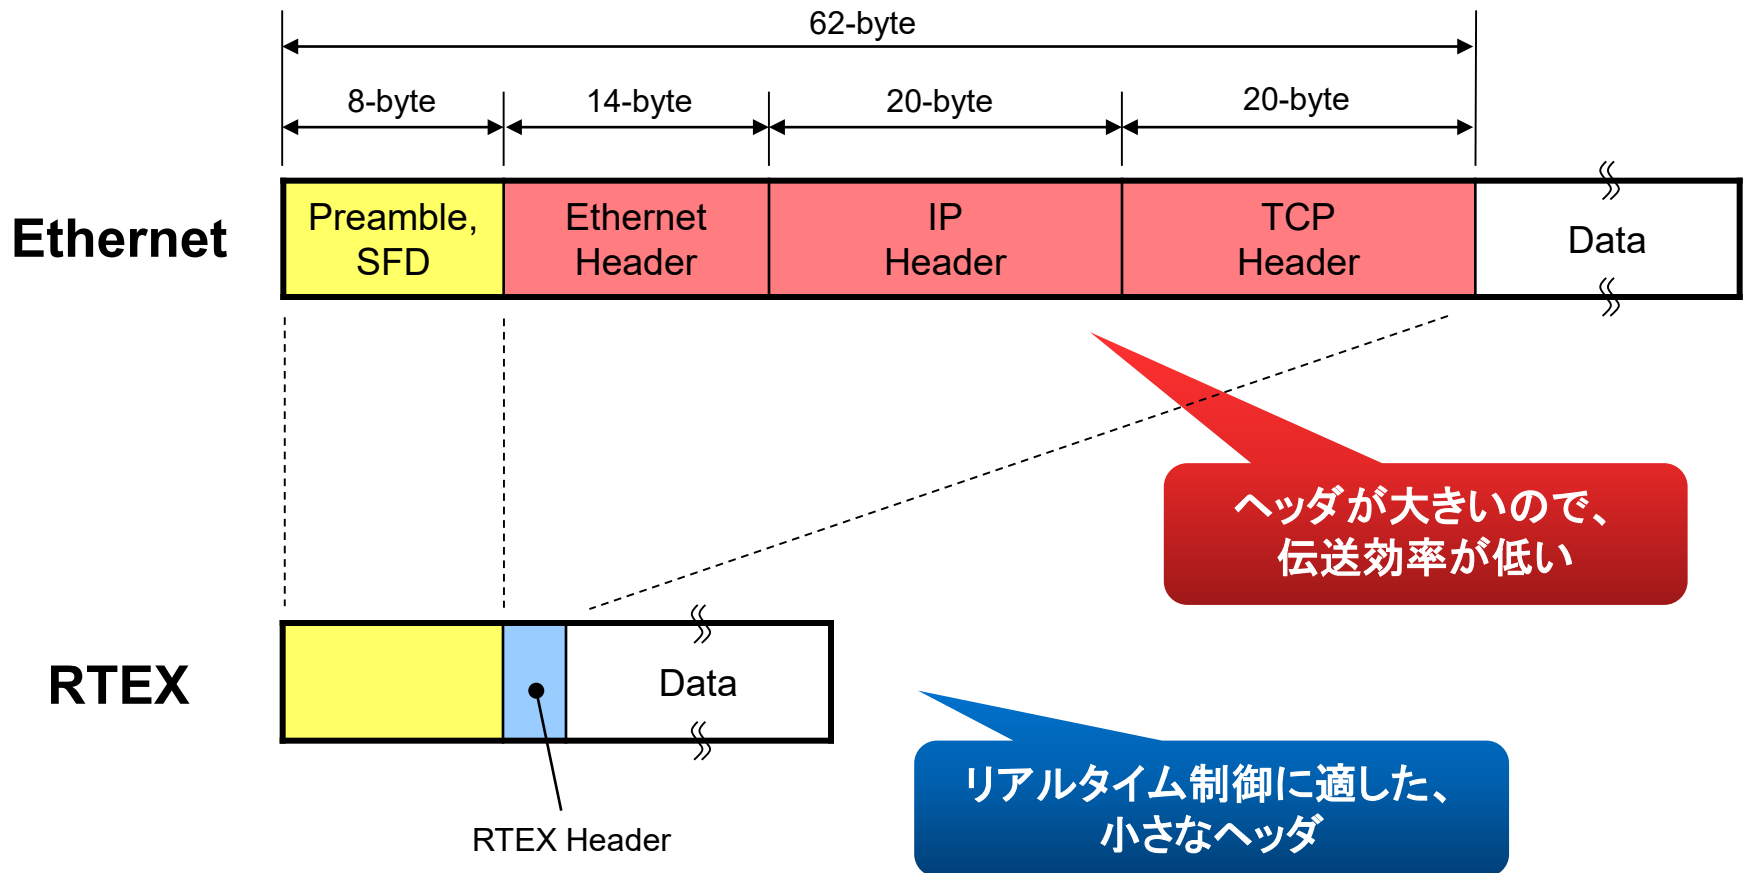 62-byte
8-byte
14-byte
20-byte
20-byte
Ethernet
Preamble,
SFD
Ethernet
Header
IP
Header
TCP
Header
Data
ヘッダが大きいので、
伝送効率が低い
RTEX
Data
RTEX Header
リアルタイム制御に適した、
小さなヘッダ